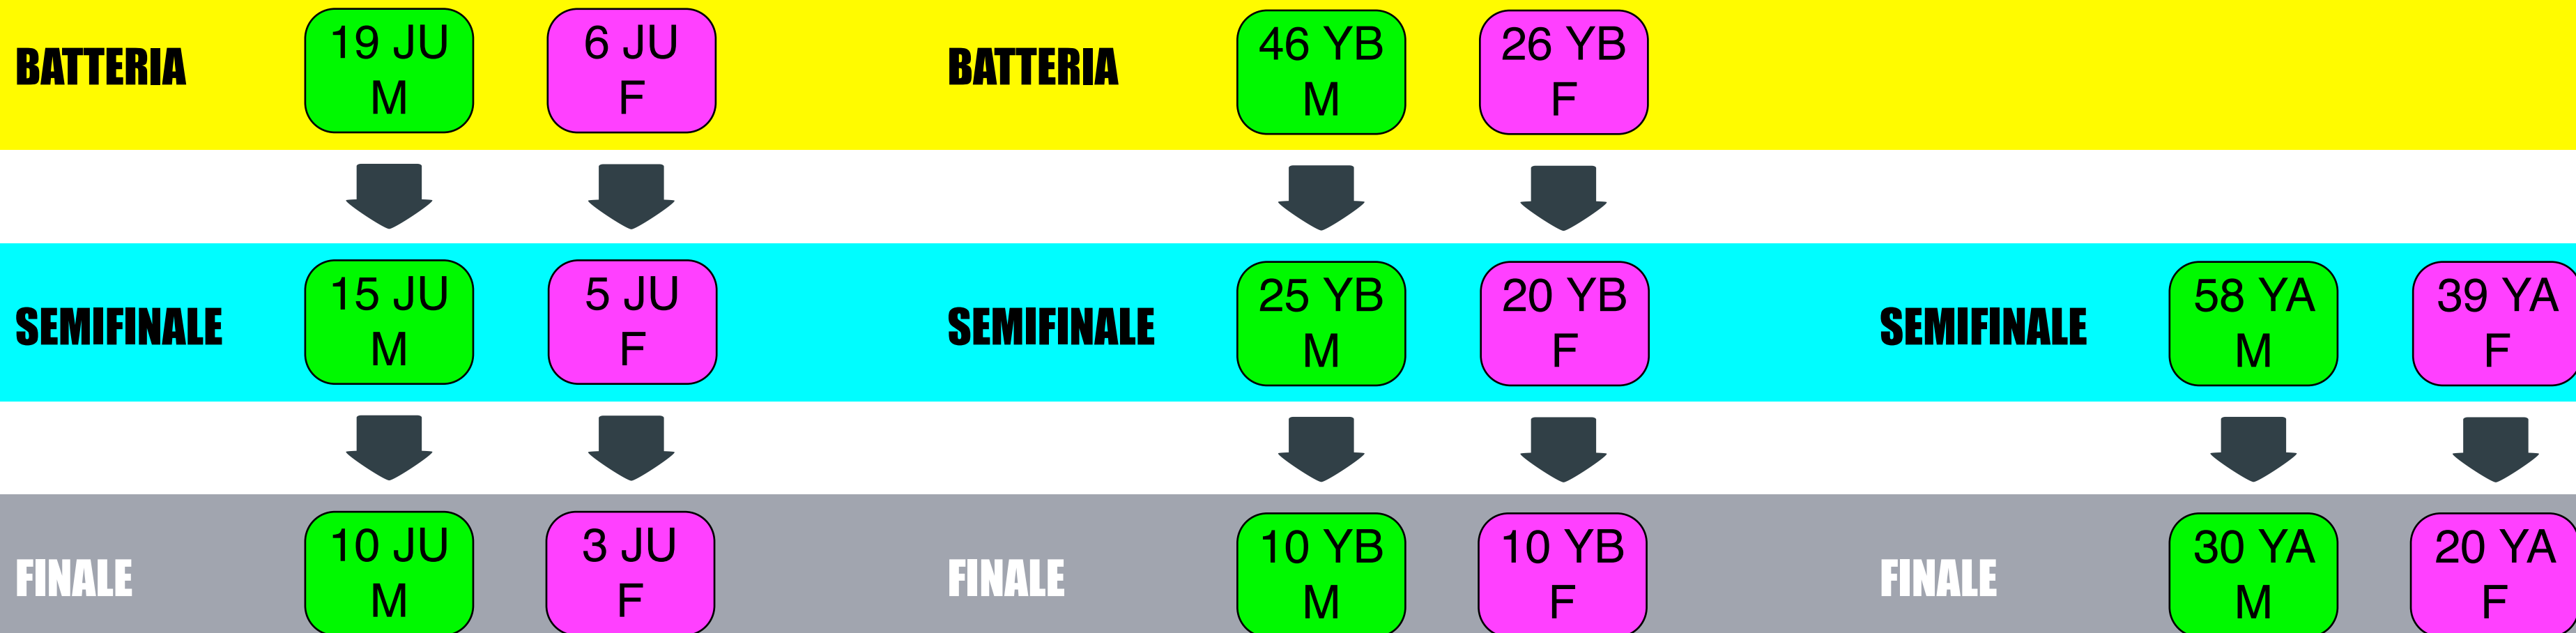 BATTERIA
19 JU
M
6 JU
F
BATTERIA
46 YB
M
26 YB
F
SEMIFINALE
15 JU
M
5 JU
F
SEMIFINALE
25 YB
M
20 YB
F
SEMIFINALE
58 YA
M
39 YA
F
FINALE
10 JU
M
3 JU
F
FINALE
10 YB
M
10 YB
F
FINALE
30 YA
M
20 YA
F